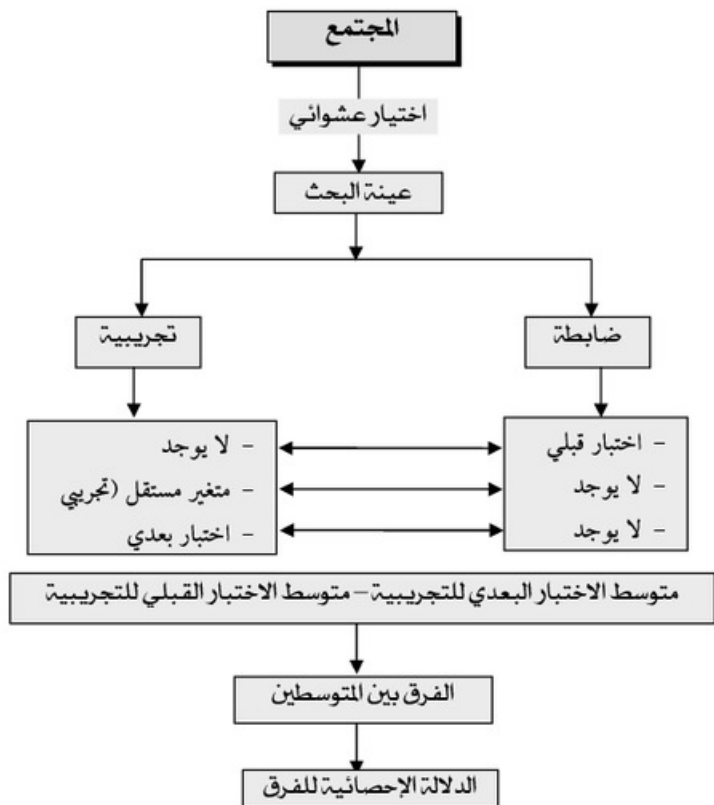 المجتمع
اختيار عشوائي
عينة البحث
ضابطة
تجريبية
- اختبار قبلي
- لا يوجد
- لا يوجد
- لا يوجد
- متغير مستقل (تجريبي
- اختبار بعدي
متوسط الاختبار البعدي للتجريبية – متوسط الاختبار القبلي للتجريبية
الفرق بين المتوسطين
الدلالة الإحصائية للفرق